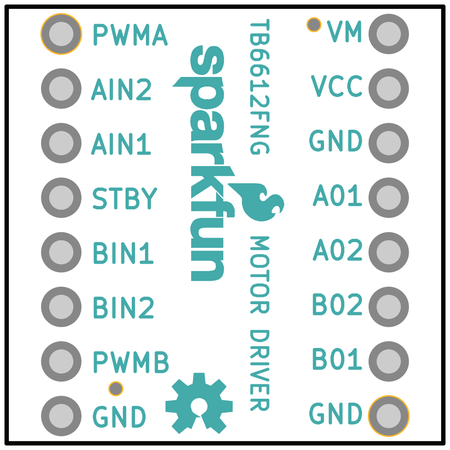 PWMA
AIN2
AIN1
STBY
BIN1
BIN2
PWMB
GND
sparkfun
TB6612FNG
MOTOR DRIVER
VM
VCC
GND
A01
A02
B02
B01
GND